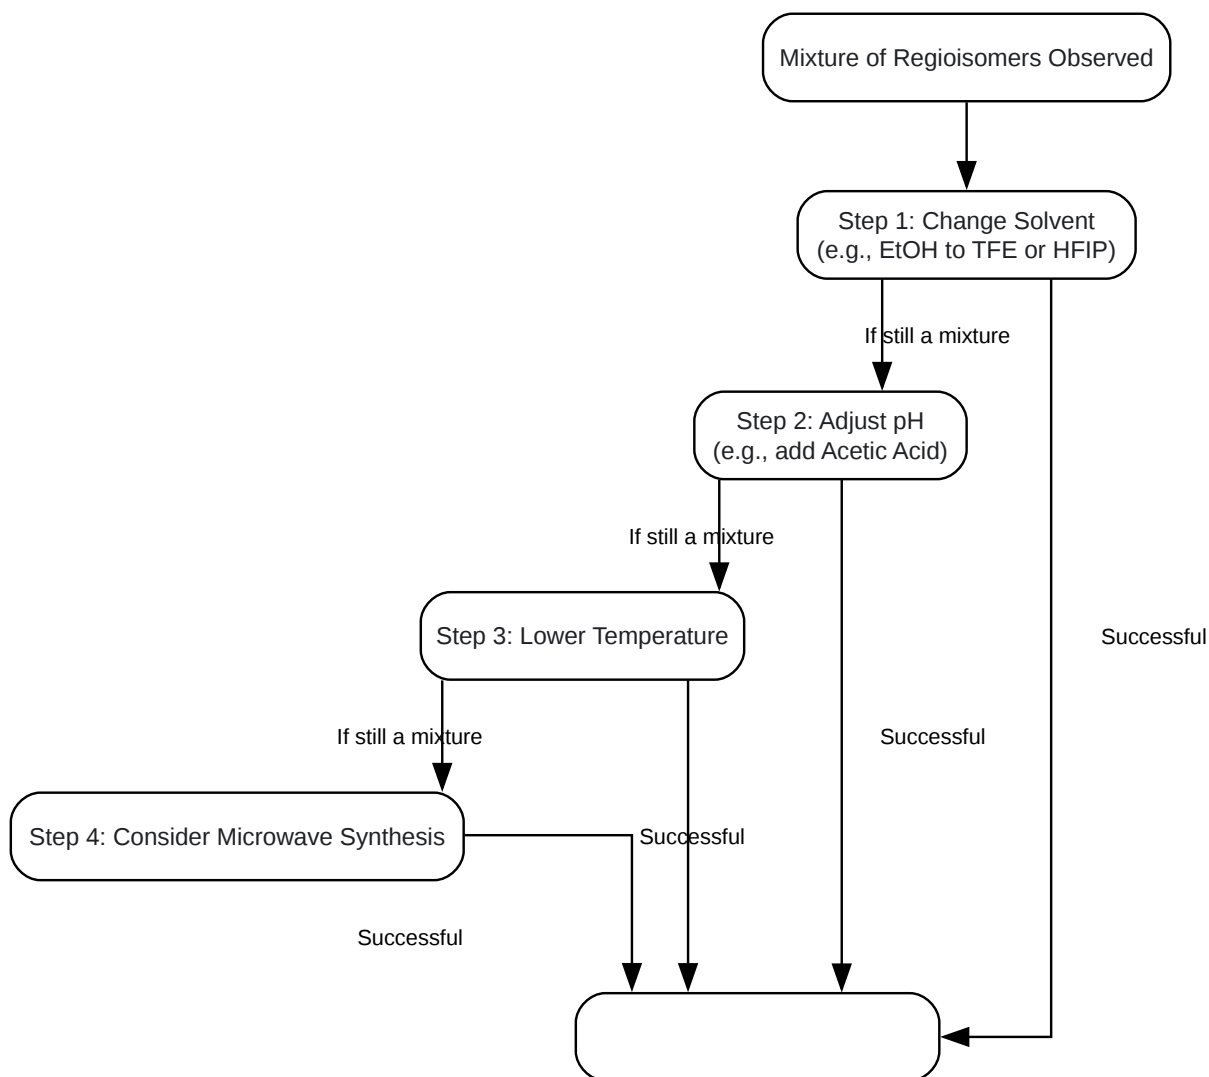 Mixture of Regioisomers Observed
Step 1: Change Solvent
(e.g., EtOH to TFE or HFIP)
If still a mixture
Step 2: Adjust pH
(e.g., add Acetic Acid)
If still a mixture
Step 3: Lower Temperature
Successful
If still a mixture
Successful
Step 4: Consider Microwave Synthesis
Successful
Successful